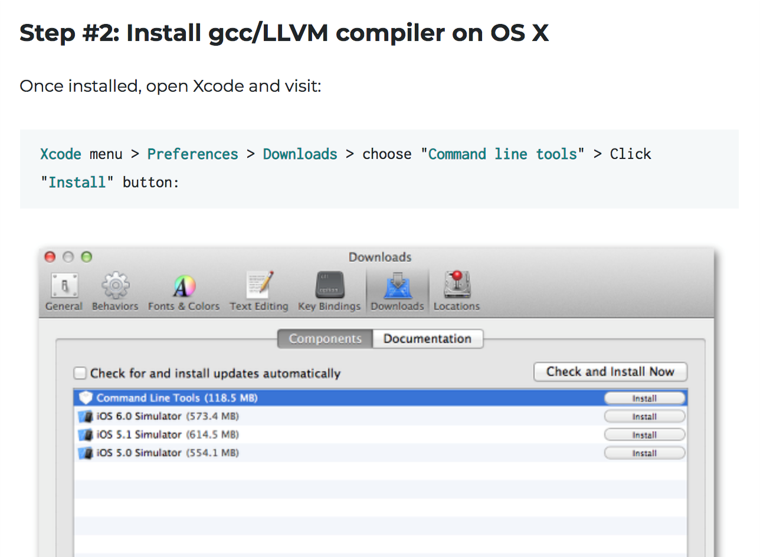 Step #2: Install gcc/LLVM compiler on OS X
Once installed, open Xcode and visit:
Xcode menu > Preferences > Downloads > choose "Command line tools" > Click
"Install" button:
Downloads
General Behaviors Fonts & Colors Text Editing Key Bindings Downloads Locations
Components Documentation
Check for and install updates automatically Check and Install Now
Command Line Tools (118.5 MB) Install
iOS 6.0 Simulator (573.4 MB) Install
iOS 5.1 Simulator (614.5 MB) Install
iOS 5.0 Simulator (554.1 MB) Install